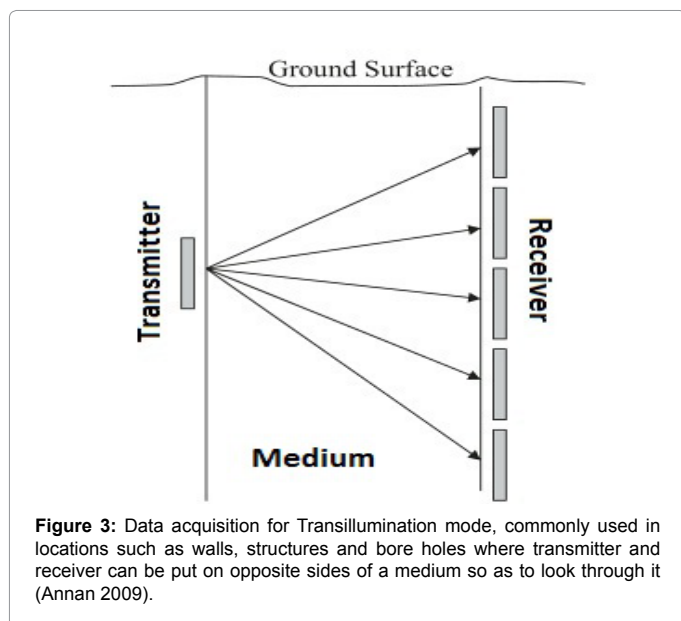 Ground Surface
Transmitter
Receiver
Medium
Figure 3: Data acquisition for Transillumination mode, commonly used in
locations such as walls, structures and bore holes where transmitter and
receiver can be put on opposite sides of a medium so as to look through it
(Annan 2009).